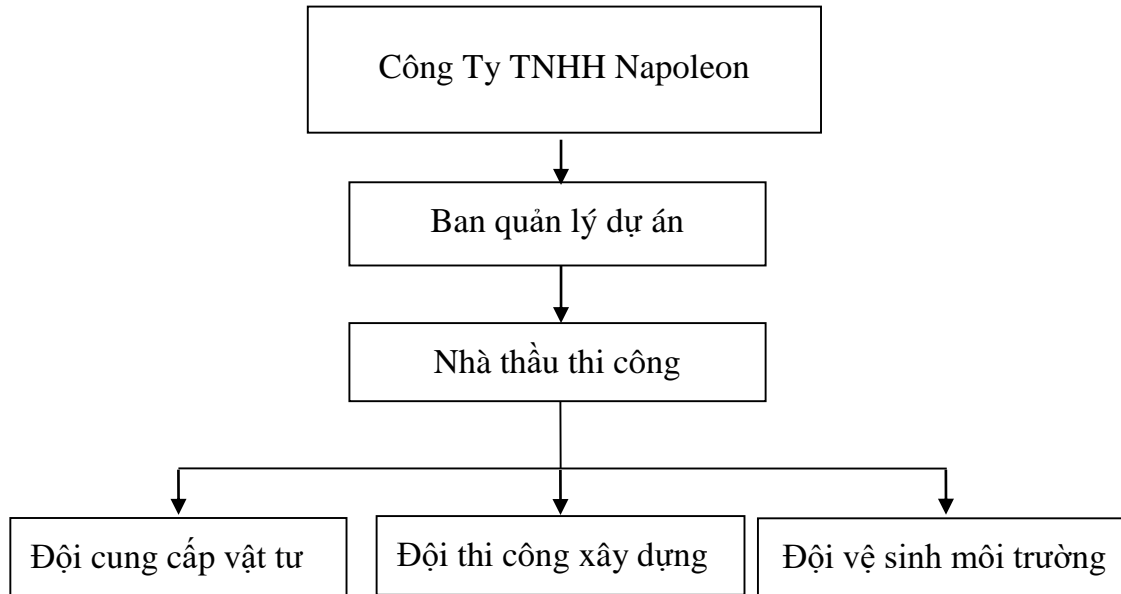 Công Ty TNHH Napoleon
Ban quản lý dự án
Nhà thầu thi công
Đội cung cấp vật tư
Đội thi công xây dựng
Đội vệ sinh môi trường